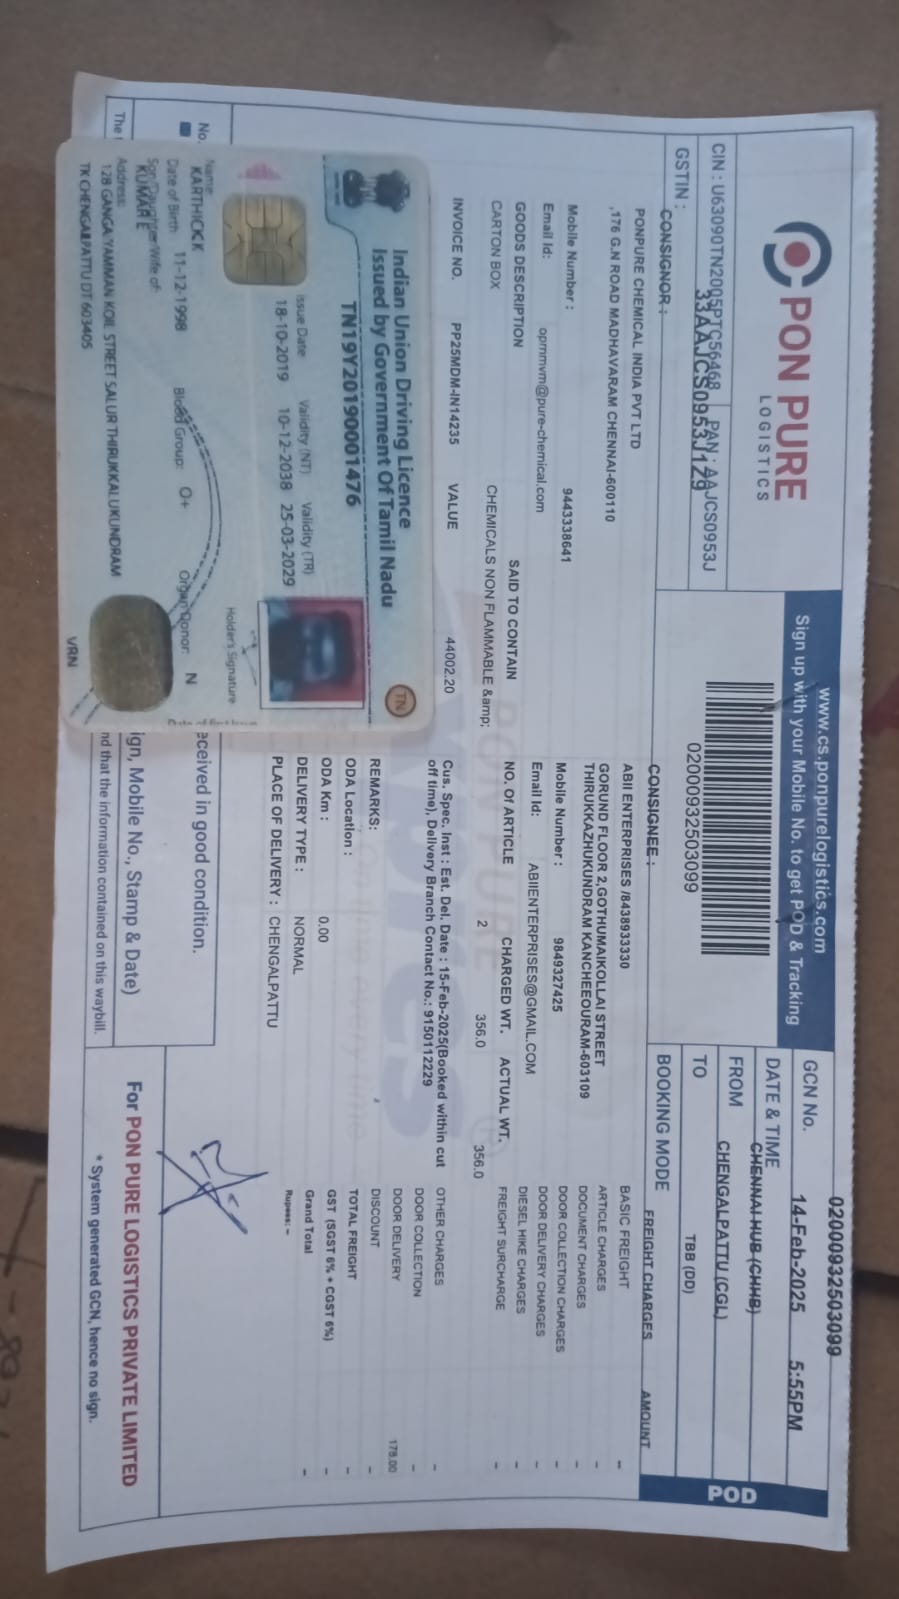 PON PURE
LOGISTICS
www.cs.ponpurelogistics.com
Sign up with your Mobile No. to get POD & Tracking
CIN : U63090TN2005PTC56468 PAN : AAJCS0953J
GSTIN : 33AAJCS0953J1Z9
02000932503099
GCN No. 02000932503099
DATE & TIME 14-Feb-2025 5:55PM
FROM CHENNAI HUB (CHHB)
TO CHENGALPATTU (CGL)
BOOKING MODE TBB (DD)
POD
CONSIGNOR :
PONPURE CHEMICAL INDIA PVT LTD
,176 G.N ROAD MADHAVARAM CHENNAI-600110
Mobile Number : 9443338641
Email Id: oprnmvm@pure-chemical.com
CONSIGNEE :
ABII ENTERPRISES /8438933330
GORUND FLOOR 2,GOTHUMAIKOLLAI STREET
THIRUKKAZHUKUNDRAM KANCHEEOURAM-603109
Mobile Number : 9849327425
Email Id: ABIIENTERPRISES@GMAIL.COM
GOODS DESCRIPTION SAID TO CONTAIN NO. Of ARTICLE CHARGED WT. ACTUAL WT.
CARTON BOX CHEMICALS NON FLAMMABLE &amp; 2 356.0 356.0
INVOICE NO. PP25MDM-IN14235 VALUE 44002.20
Cus. Spec. Inst : Est. Del. Date : 15-Feb-2025(Booked within cut
off time), Delivery Branch Contact No.: 9150112229
REMARKS:
ODA Location :
ODA Km : 0.00
DELIVERY TYPE : NORMAL
PLACE OF DELIVERY : CHENGALPATTU
FREIGHT CHARGES AMOUNT
BASIC FREIGHT -
ARTICLE CHARGES -
DOCUMENT CHARGES -
DOOR COLLECTION CHARGES -
DOOR DELIVERY CHARGES -
DIESEL HIKE CHARGES -
FREIGHT SURCHARGE -
OTHER CHARGES -
DOOR COLLECTION -
DOOR DELIVERY 178.00
DISCOUNT -
TOTAL FREIGHT -
GST (SGST 6% + CGST 6%) -
Grand Total -
Rupees: -
Indian Union Driving Licence
Issued by Government Of Tamil Nadu
TN
TN19Y20190001476
Issue Date Validity (NT) Validity (TR)
18-10-2019 10-12-2038 25-03-2029
Holder's Signature
Name:
KARTHICK K
Date of Birth 11-12-1998 Blood Group: O+ Organ Donor: N
Son/Daughter/Wife of:
KUMAR E
Address:
12B GANGA YAMMAN KOIL STREET SALUR THIRUKKALUKUNDRAM
TK CHENGALPATTU DT 603405
VRN
No.
eceived in good condition.
ign, Mobile No., Stamp & Date)
The
nd that the information contained on this waybill.
For PON PURE LOGISTICS PRIVATE LIMITED
* System generated GCN, hence no sign.